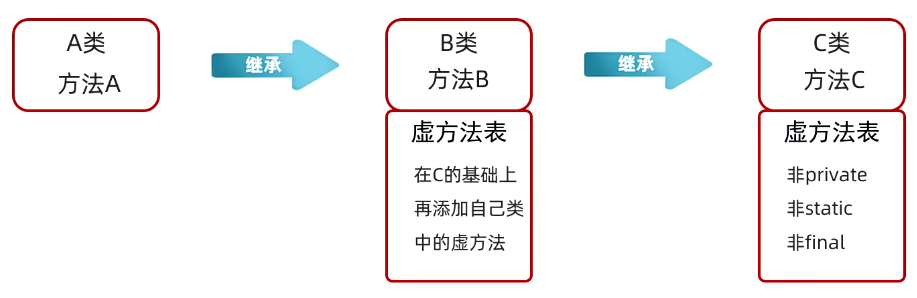 A类
方法A
继承
B类
方法B
虚方法表
在C的基础上
再添加自己类
中的虚方法
继承
C类
方法C
虚方法表
非private
非static
非final